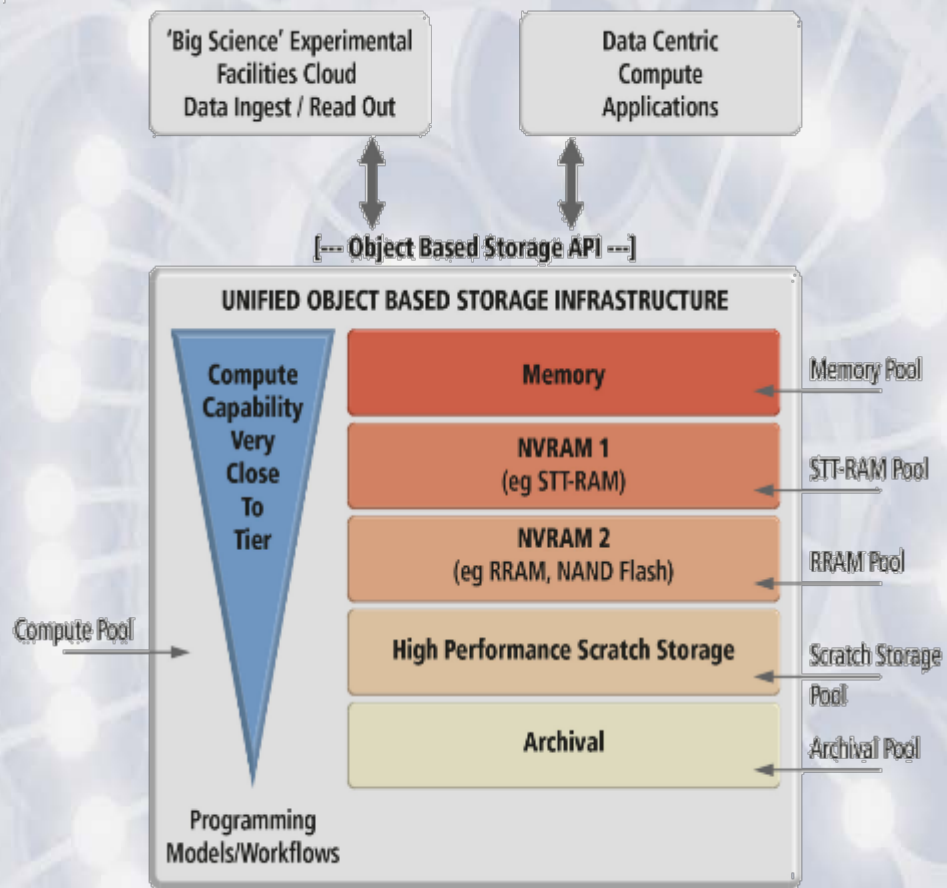 'Big Science' Experimental
Facilities Cloud
Data Ingest / Read Out
Data Centric
Compute
Applications
[--- Object Based Storage API ---]
UNIFIED OBJECT BASED STORAGE INFRASTRUCTURE
Compute
Capability
Very
Close
To
Tier
Memory
Memory Pool
NVRAM 1
(eg STT-RAM)
STT-RAM Pool
NVRAM 2
(eg RRAM, NAND Flash)
RRAM Pool
Compute Pool
High Performance Scratch Storage
Scratch Storage
Pool
Archival
Archival Pool
Programming
Models/Workflows